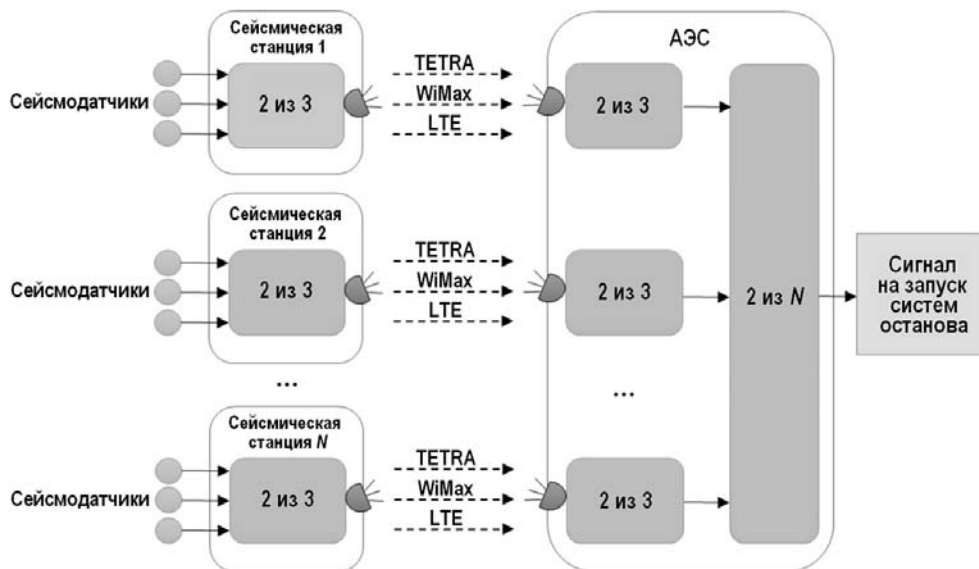 Сейсмическая
станция 1
АЭС
Сейсмодатчики
2 из 3
TETRA
WiMax
LTE
2 из 3
Сейсмическая
станция 2
Сейсмодатчики
2 из 3
TETRA
WiMax
LTE
2 из 3
2 из N
Сигнал
на запуск
систем
останова
...
...
Сейсмическая
станция N
Сейсмодатчики
2 из 3
TETRA
WiMax
LTE
2 из 3